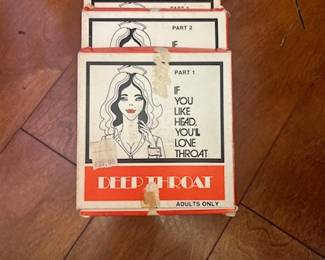 PART 2
IF
PART 1
IF
YOU
LIKE
HEAD,
YOU'LL
LOVE
THROAT
DEEP THROAT
ADULTS ONLY